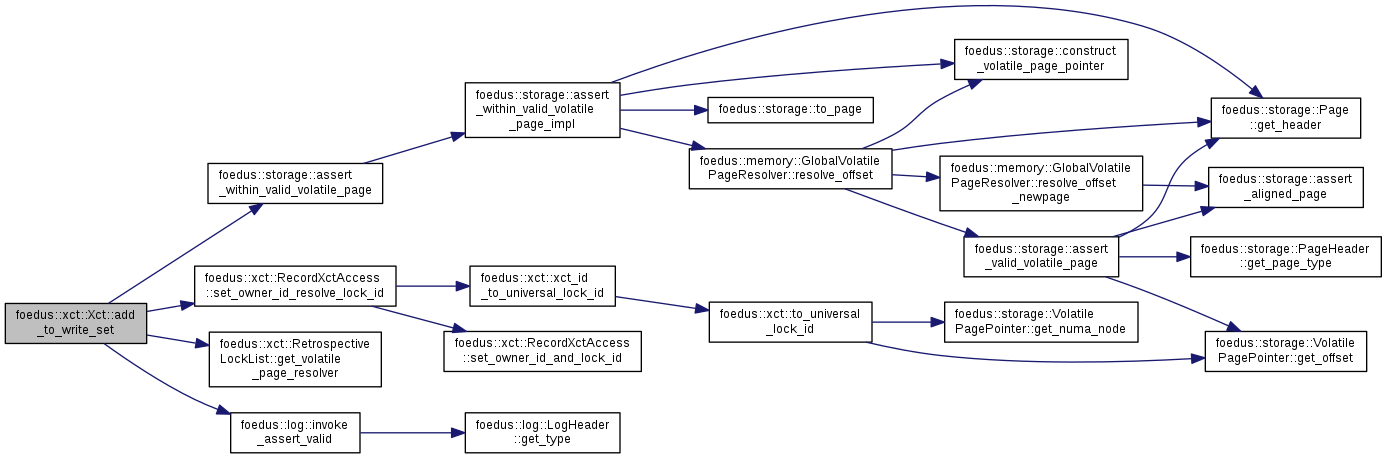 foedus::xct::Xct::add
_to_write_set
foedus::storage::assert
_within_valid_volatile_page
foedus::xct::RecordXctAccess
::set_owner_id_resolve_lock_id
foedus::xct::Retrospective
LockList::get_volatile
_page_resolver
foedus::log::invoke
_assert_valid
foedus::storage::assert
_within_valid_volatile
_page_impl
foedus::xct::xct_id
_to_universal_lock_id
foedus::xct::RecordXctAccess
::set_owner_id_and_lock_id
foedus::log::LogHeader
::get_type
foedus::storage::to_page
foedus::memory::GlobalVolatile
PageResolver::resolve_offset
foedus::xct::to_universal
_lock_id
foedus::storage::construct
_volatile_page_pointer
foedus::memory::GlobalVolatile
PageResolver::resolve_offset
_newpage
foedus::storage::assert
_valid_volatile_page
foedus::storage::Volatile
PagePointer::get_numa_node
foedus::storage::Page
::get_header
foedus::storage::assert
_aligned_page
foedus::storage::PageHeader
::get_page_type
foedus::storage::Volatile
PagePointer::get_offset